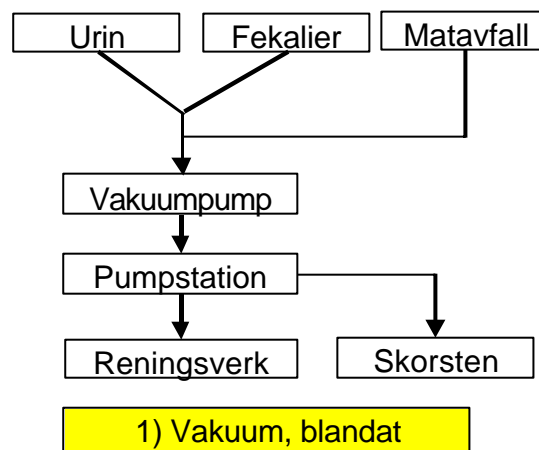 Urin
Fekalier
Matavfall
Vakuumpump
Pumpstation
Reningsverk
Skorsten
1) Vakuum, blandat